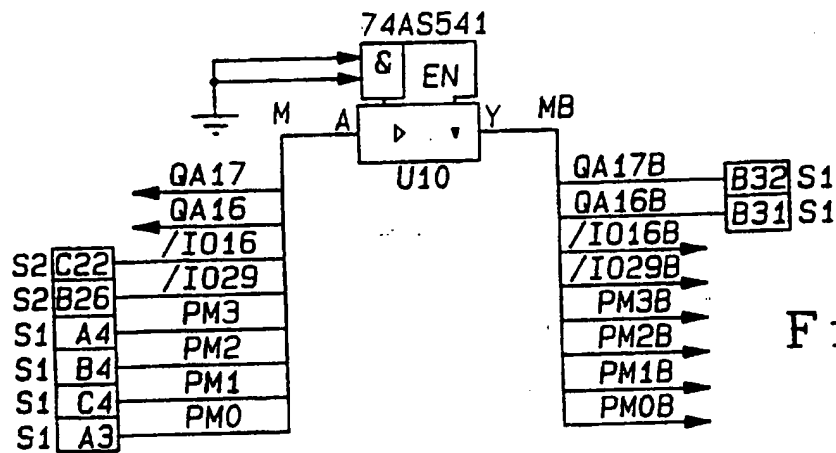 74AS541
& EN
M A Y MB
U10
QA17 QA17B B32 S1
QA16 QA16B B31 S1
/IO16 /IO16B
S2 C22
/IO29 /IO29B
S2 B26
PM3 PM3B
S1 A4
PM2 PM2B
S1 B4
PM1 PM1B
S1 C4
PM0 PM0B
S1 A3